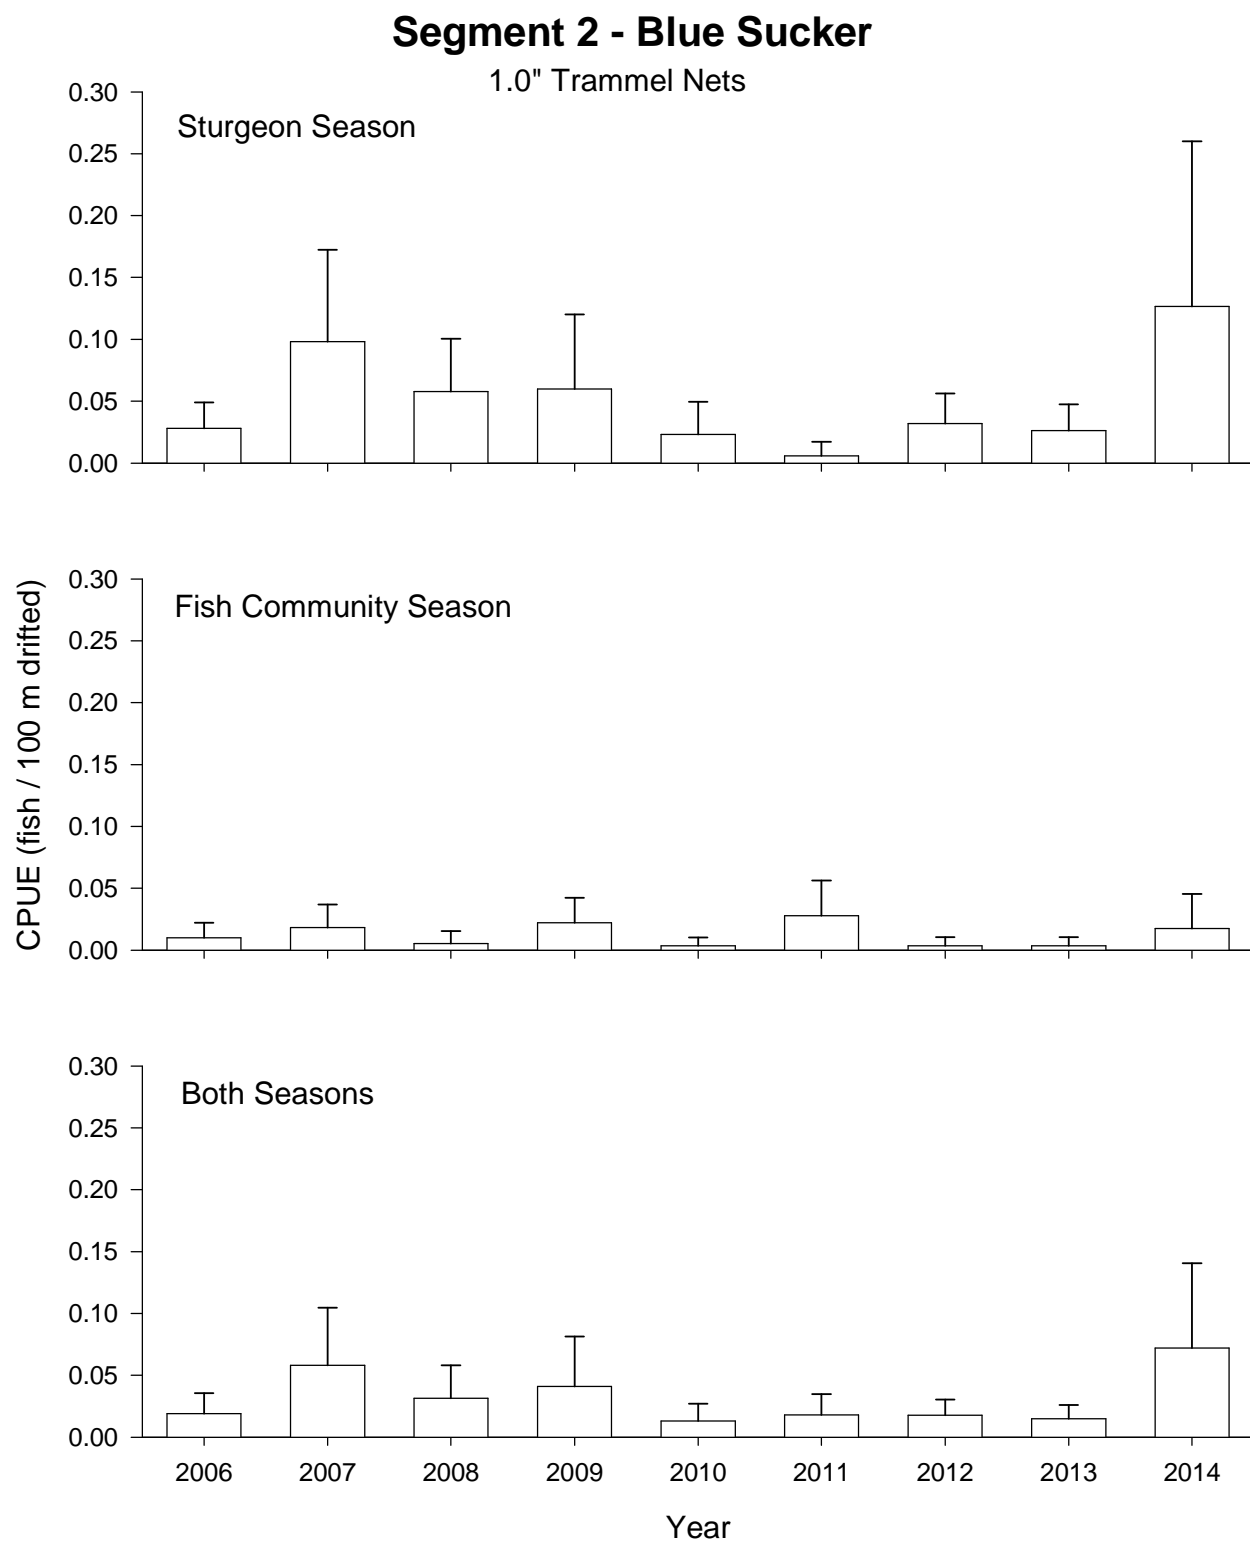 Segment 2 - Blue Sucker
1.0" Trammel Nets
Sturgeon Season
0.30
0.25
0.20
0.15
0.10
0.05
0.00
CPUE (fish / 100 m drifted)
Fish Community Season
0.30
0.25
0.20
0.15
0.10
0.05
0.00
Both Seasons
0.30
0.25
0.20
0.15
0.10
0.05
0.00
2006 2007 2008 2009 2010 2011 2012 2013 2014
Year